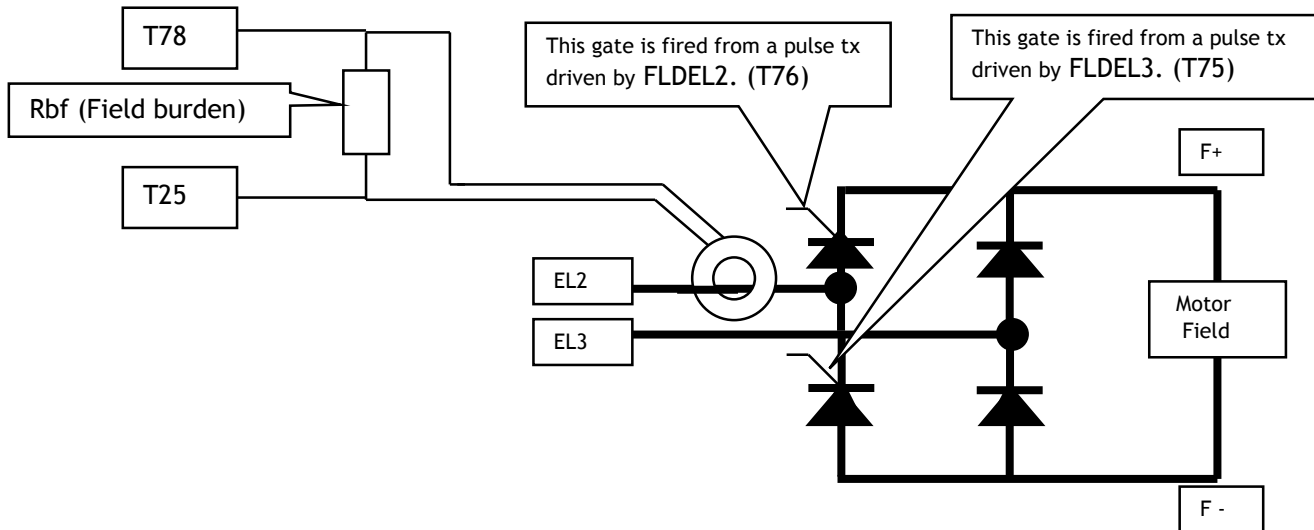 T78
Rbf (Field burden)
T25
This gate is fired from a pulse tx
driven by FLDEL2. (T76)
This gate is fired from a pulse tx
driven by FLDEL3. (T75)
F+
EL2
EL3
Motor
Field
F -